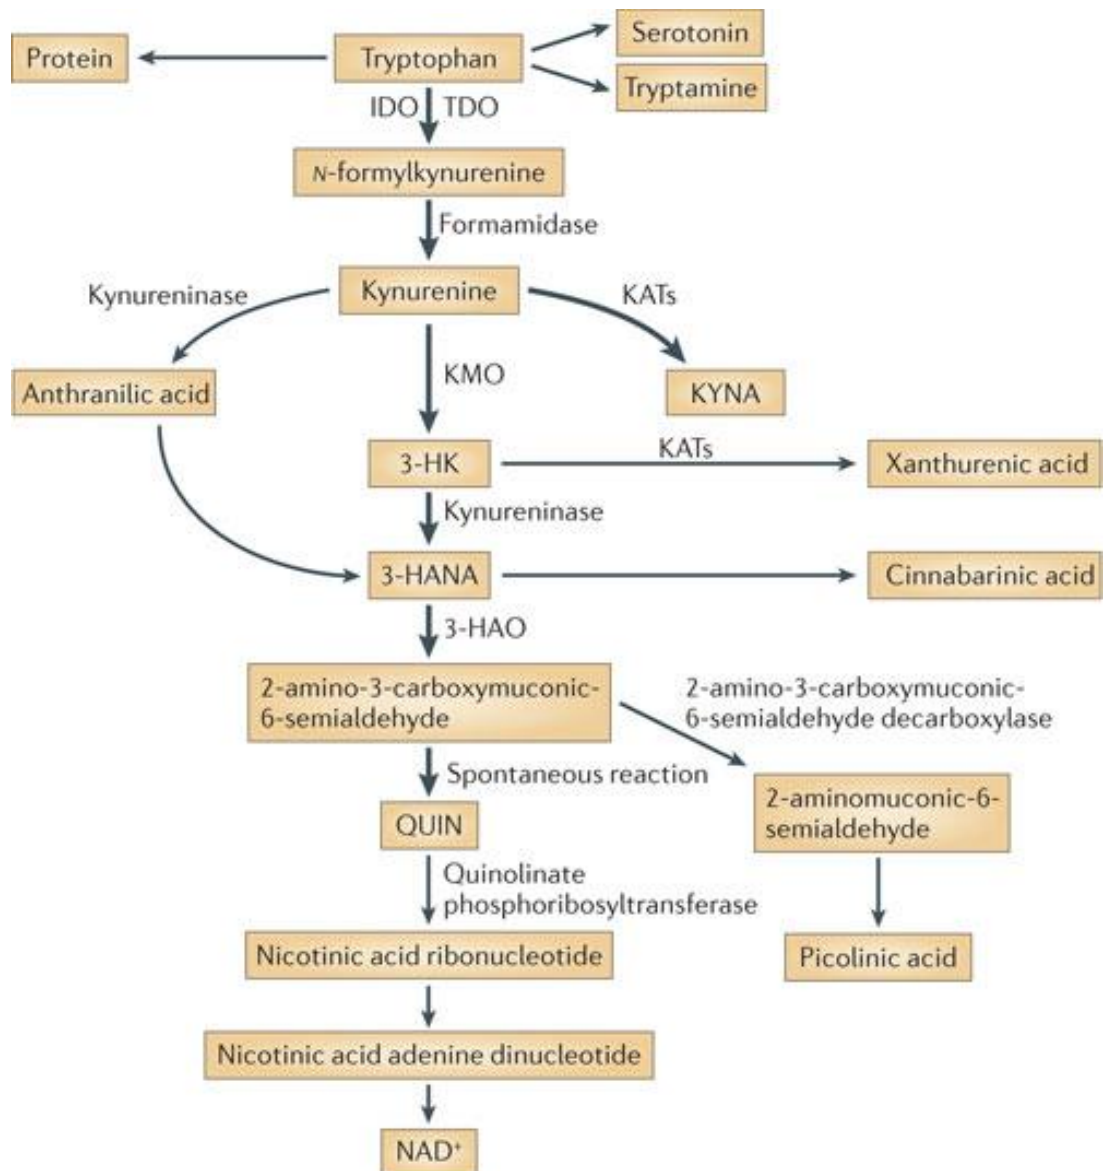 Serotonin
Protein
Tryptophan
Tryptamine
IDO TDO
N-formylkynurenine
Formamidase
Kynureninase
Kynurenine
KATs
Anthranilic acid
KMO
KYNA
3-HK
KATs
Xanthurenic acid
Kynureninase
3-HANA
Cinnabarinic acid
3-HAO
2-amino-3-carboxymuconic-
6-semialdehyde
2-amino-3-carboxymuconic-
6-semialdehyde decarboxylase
Spontaneous reaction
QUIN
2-aminomuconic-6-
semialdehyde
Quinolinate
phosphoribosyltransferase
Nicotinic acid ribonucleotide
Picolinic acid
Nicotinic acid adenine dinucleotide
NAD⁺